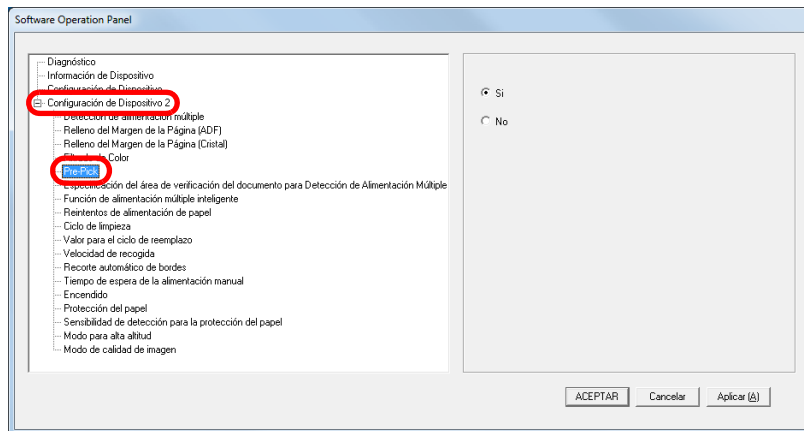 Software Operation Panel
Diagnóstico
Información de Dispositivo
Configuración de Dispositivo
Configuración de Dispositivo 2
Detección de alimentación múltiple
Relleno del Margen de la Página (ADF)
Relleno del Margen de la Página (Cristal)
Filtrado de Color
Pre-Pick
Especificación del área de verificación del documento para Detección de Alimentación Múltiple
Función de alimentación múltiple inteligente
Reintentos de alimentación de papel
Ciclo de limpieza
Valor para el ciclo de reemplazo
Velocidad de recogida
Recorte automático de bordes
Tiempo de espera de la alimentación manual
Encendido
Protección del papel
Sensibilidad de detección para la protección del papel
Modo para alta altitud
Modo de calidad de imagen
Si
No
ACEPTAR
Cancelar
Aplicar (A)